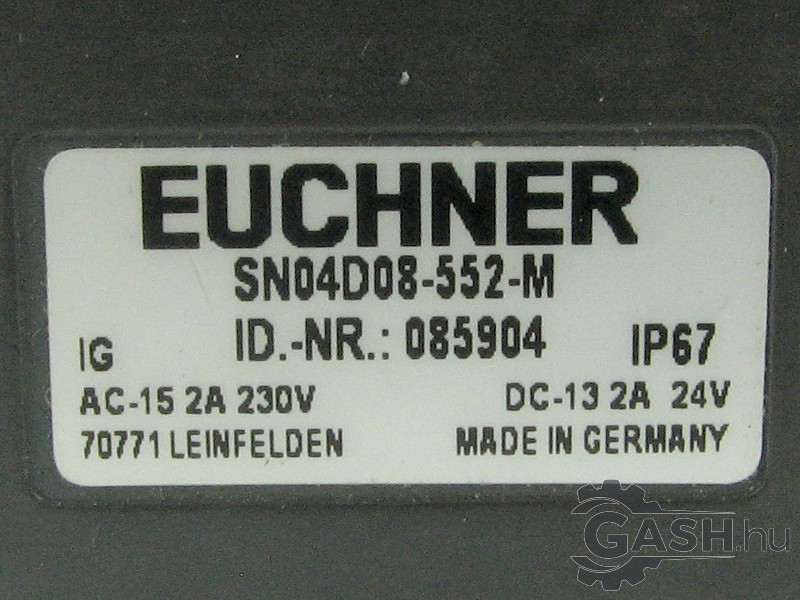 EUCHNER
SN04D08-552-M
IG ID.-NR.: 085904 IP67
AC-15 2A 230V DC-13 2A 24V
70771 LEINFELDEN MADE IN GERMANY
GASH.hu